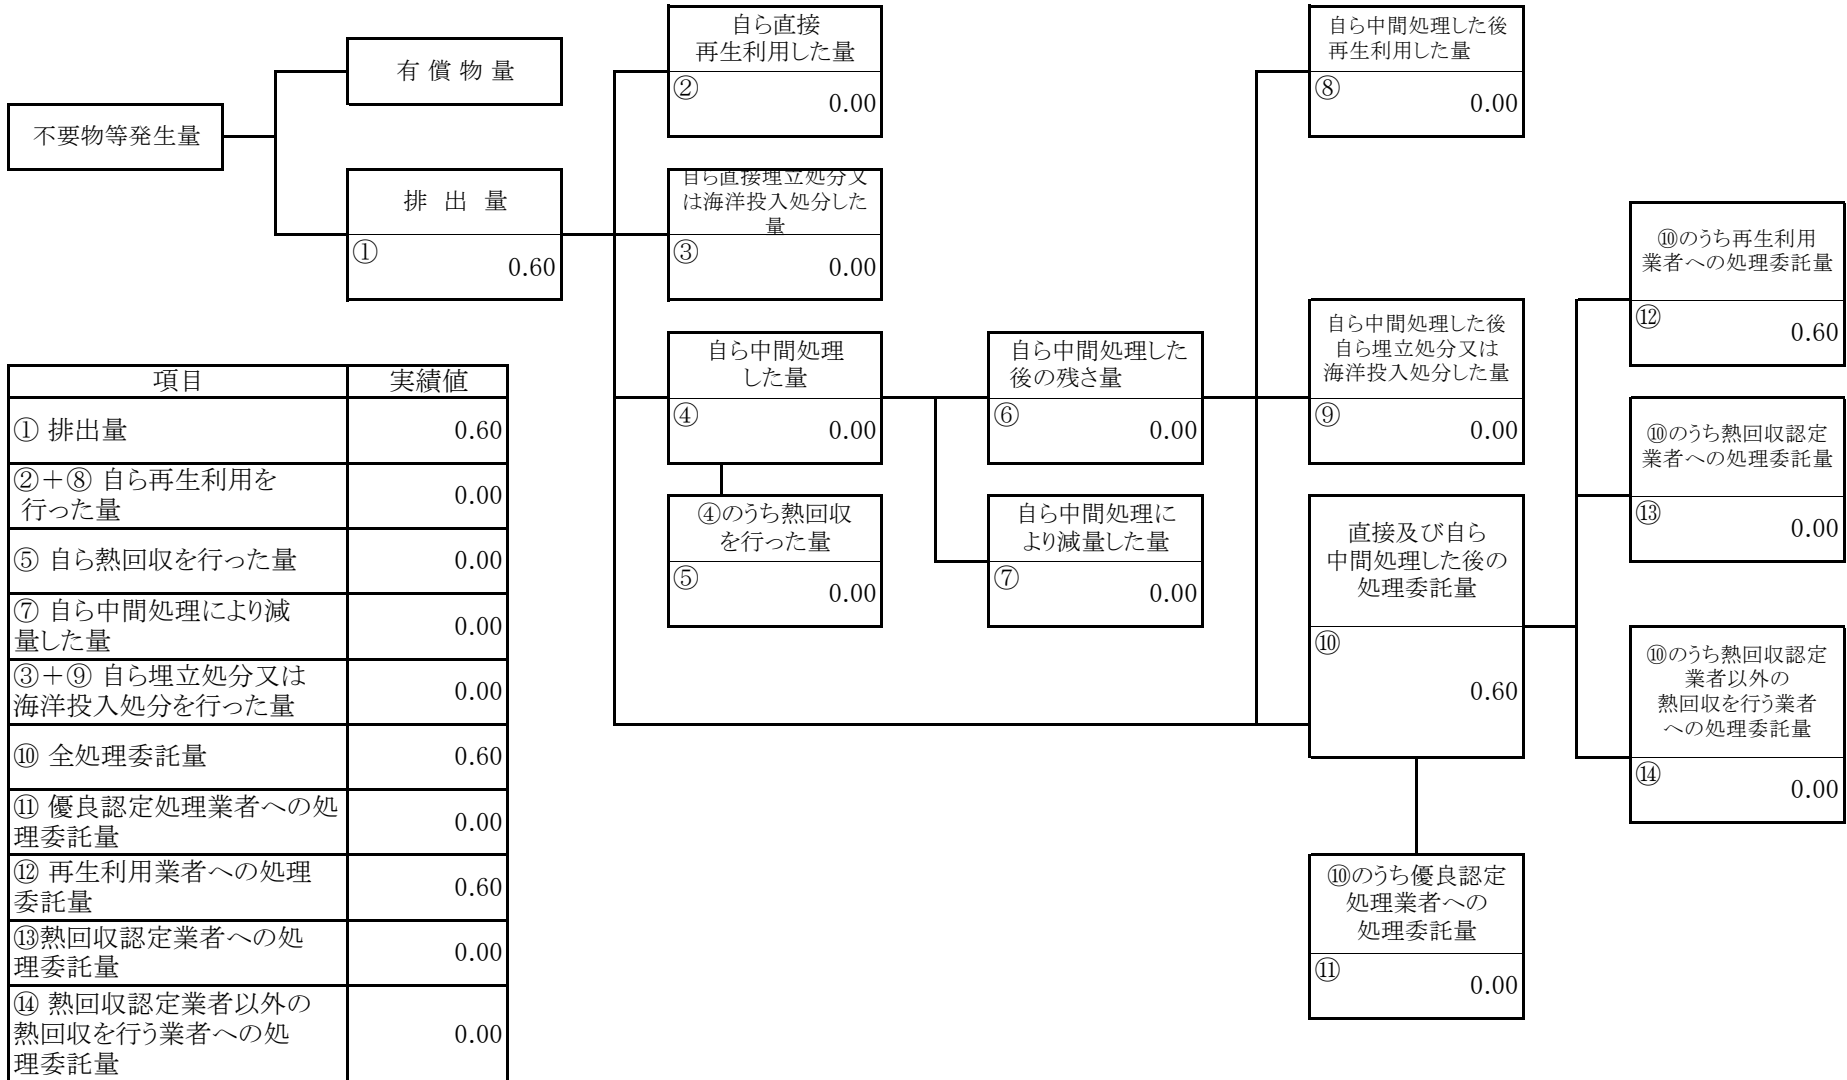 不要物等発生量
有 償 物 量
排 出 量
①
0.60
自ら直接
再生利用した量
②
0.00
自ら直接埋立処分又
は海洋投入処分した
量
③
0.00
自ら中間処理
した量
④
0.00
④のうち熱回収
を行った量
⑤
0.00
自ら中間処理した
後の残さ量
⑥
0.00
自ら中間処理に
より減量した量
⑦
0.00
自ら中間処理した後
再生利用した量
⑧
0.00
自ら中間処理した後
自ら埋立処分又は
海洋投入処分した量
⑨
0.00
直接及び自ら
中間処理した後の
処理委託量
⑩
0.60
⑩のうち優良認定
処理業者への
処理委託量
⑪
0.00
⑩のうち再生利用
業者への処理委託量
⑫
0.60
⑩のうち熱回収認定
業者への処理委託量
⑬
0.00
⑩のうち熱回収認定
業者以外の
熱回収を行う業者
への処理委託量
⑭
0.00
項目 実績値
① 排出量 0.60
②＋⑧ 自ら再生利用を
行った量 0.00
⑤ 自ら熱回収を行った量 0.00
⑦ 自ら中間処理により減
量した量 0.00
③＋⑨ 自ら埋立処分又は
海洋投入処分を行った量 0.00
⑩ 全処理委託量 0.60
⑪ 優良認定処理業者への処
理委託量 0.00
⑫ 再生利用業者への処理
委託量 0.60
⑬熱回収認定業者への処
理委託量 0.00
⑭ 熱回収認定業者以外の
熱回収を行う業者への処
理委託量 0.00